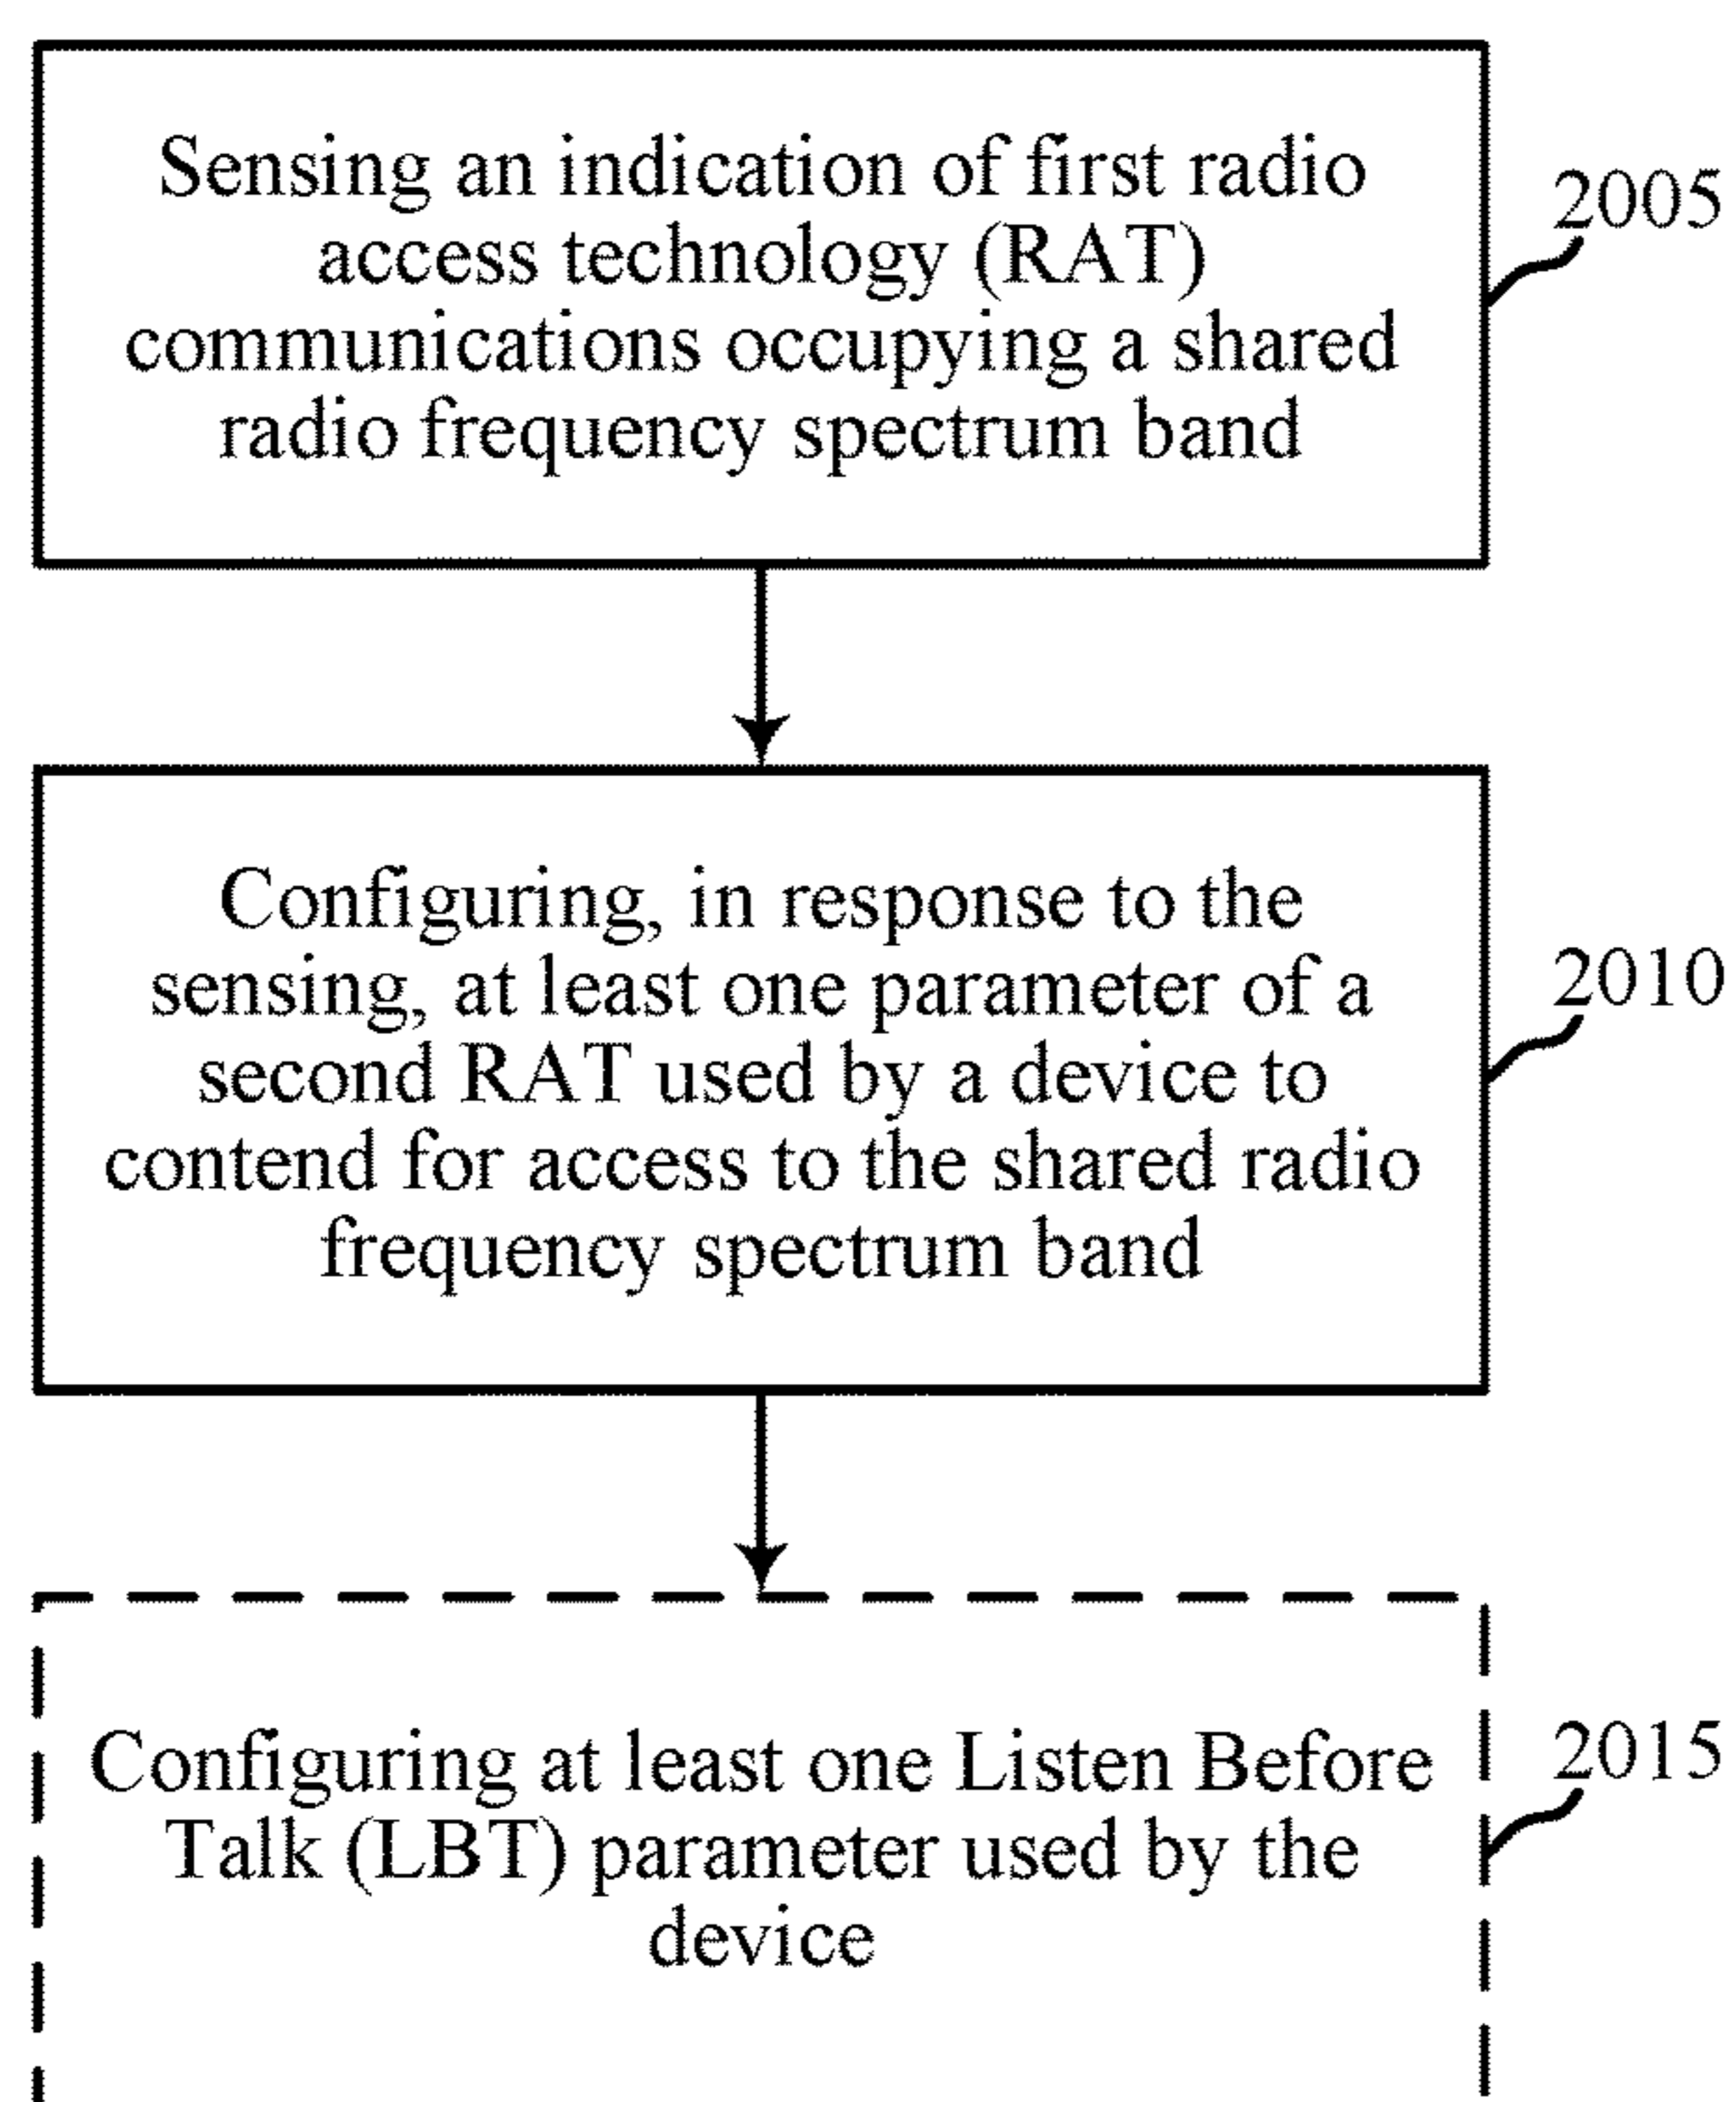 Sensing an indication of first radio
access technology (RAT)
communications occupying a shared
radio frequency spectrum band
2005
Configuring, in response to the
sensing, at least one parameter of a
second RAT used by a device to
contend for access to the shared radio
frequency spectrum band
2010
Configuring at least one Listen Before
Talk (LBT) parameter used by the
device
2015